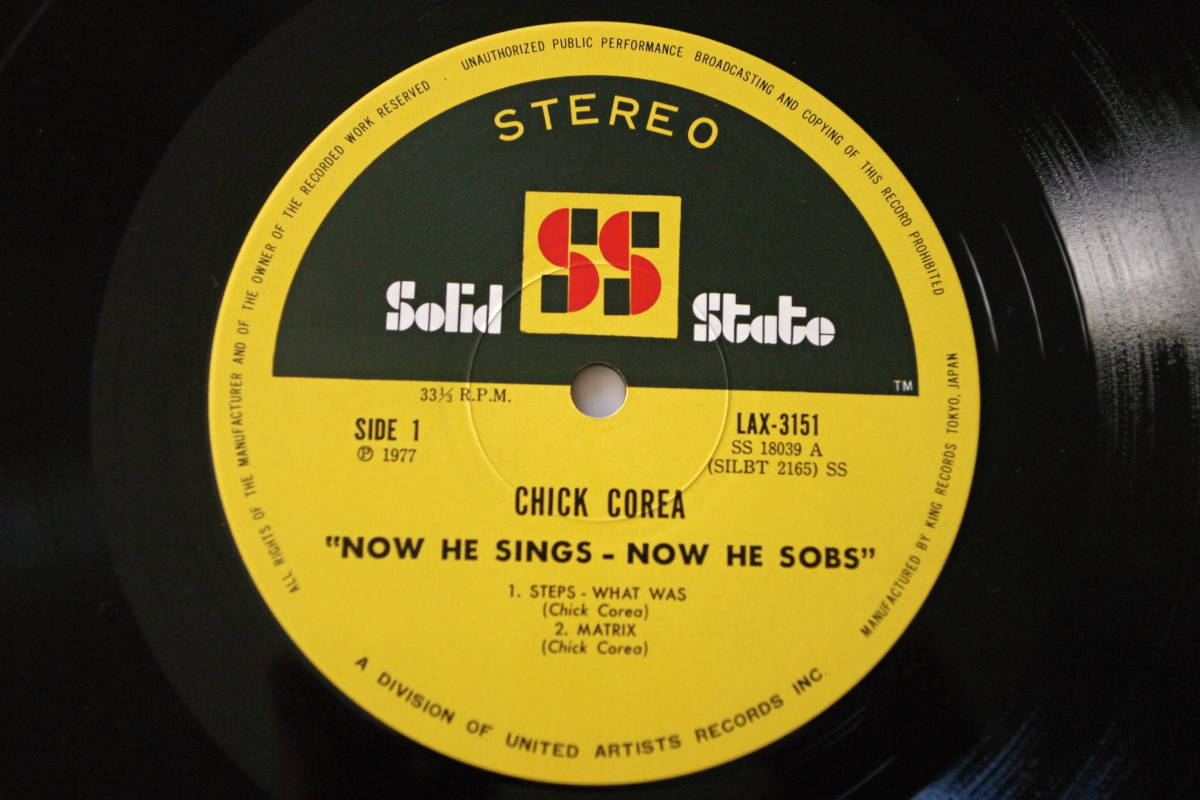 UNAUTHORIZED PUBLIC PERFORMANCE BROADCASTING AND COPYING OF THIS RECORD PROHIBITED
ALL RIGHTS OF THE MANUFACTURER AND OF THE OWNER OF THE RECORDED WORK RESERVED .
STEREO
SS
Solid State
TM
33⅓ R.P.M.
SIDE 1
Ⓟ 1977
LAX-3151
SS 18039 A
(SILBT 2165) SS
CHICK COREA
"NOW HE SINGS - NOW HE SOBS"
1. STEPS - WHAT WAS
(Chick Corea)
2. MATRIX
(Chick Corea)
MANUFACTURED BY KING RECORDS TOKYO, JAPAN
A DIVISION OF UNITED ARTISTS RECORDS INC.